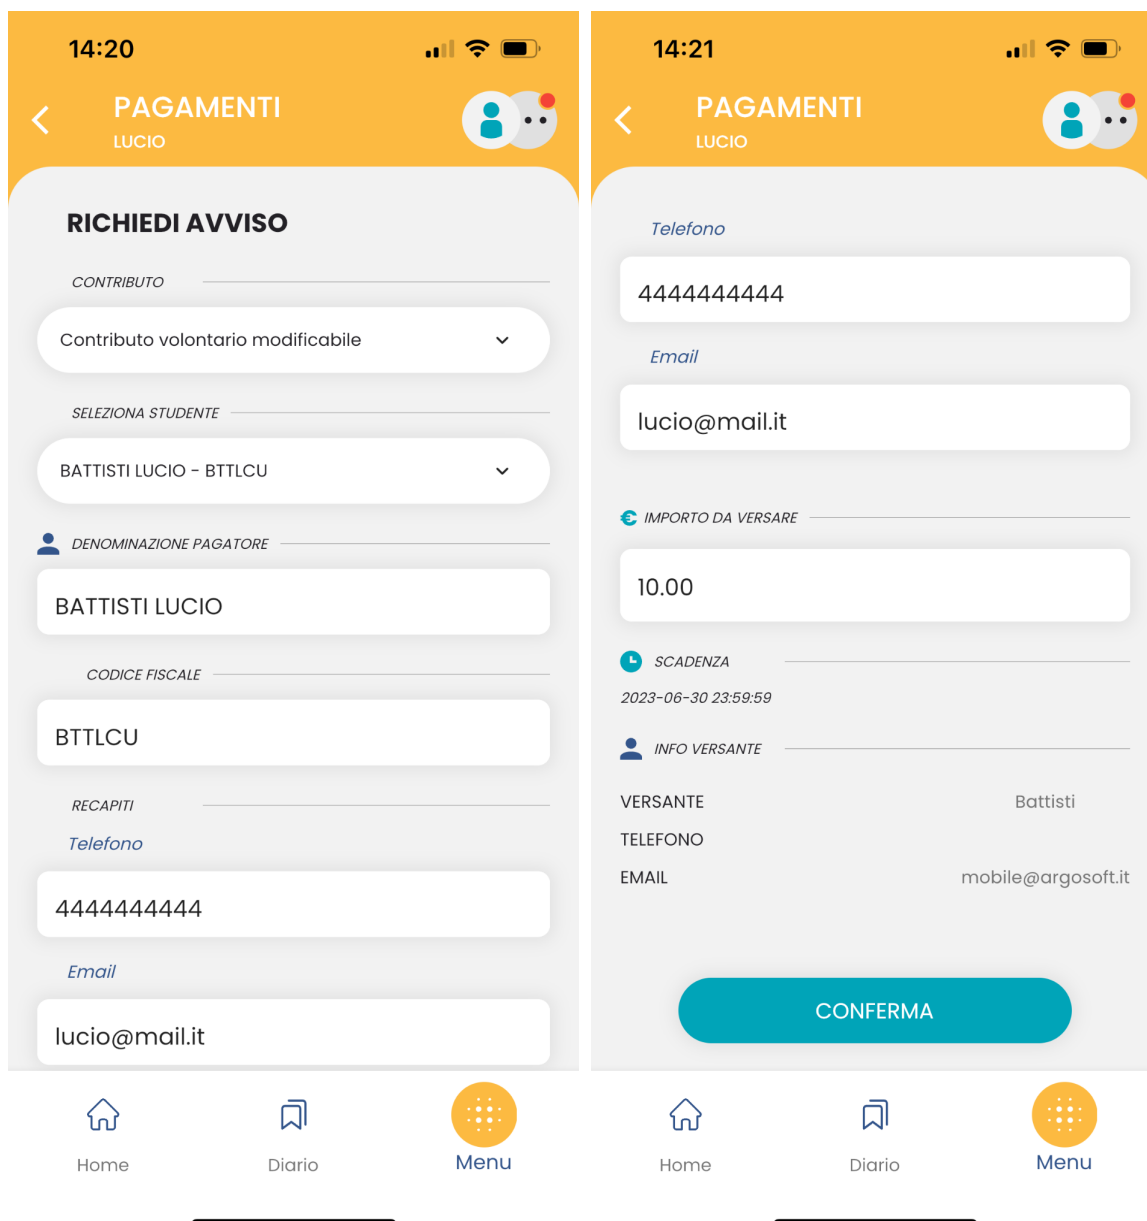 14:20
PAGAMENTI
LUCIO
RICHIEDI AVVISO
CONTRIBUTO
Contributo volontario modificabile
SELEZIONA STUDENTE
BATTISTI LUCIO - BTTLCU
DENOMINAZIONE PAGATORE
BATTISTI LUCIO
CODICE FISCALE
BTTLCU
RECAPITI
Telefono
4444444444
Email
lucio@mail.it
Home
Diario
Menu
14:21
PAGAMENTI
LUCIO
Telefono
4444444444
Email
lucio@mail.it
€ IMPORTO DA VERSARE
10.00
SCADENZA
2023-06-30 23:59:59
INFO VERSANTE
VERSANTE Battisti
TELEFONO
EMAIL mobile@argosoft.it
CONFERMA
Home
Diario
Menu